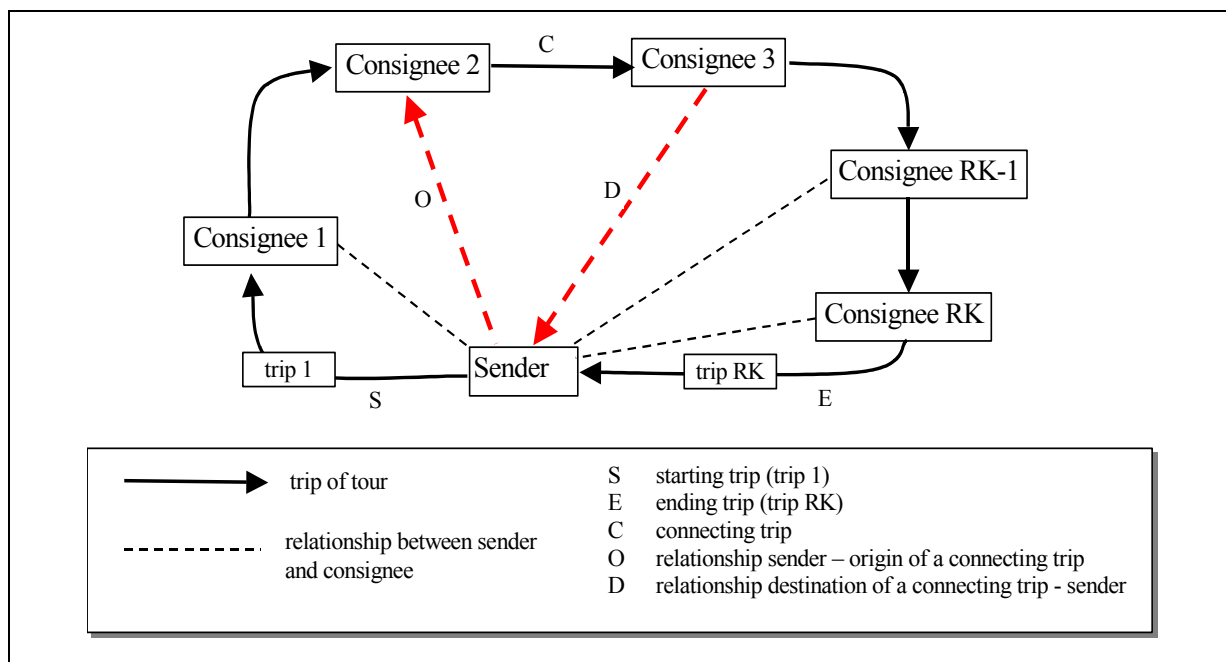 C
Consignee 2
Consignee 3
Consignee RK-1
O
D
Consignee 1
Consignee RK
trip 1
Sender
trip RK
S
E
trip of tour
relationship between sender
and consignee
S starting trip (trip 1)
E ending trip (trip RK)
C connecting trip
O relationship sender – origin of a connecting trip
D relationship destination of a connecting trip - sender